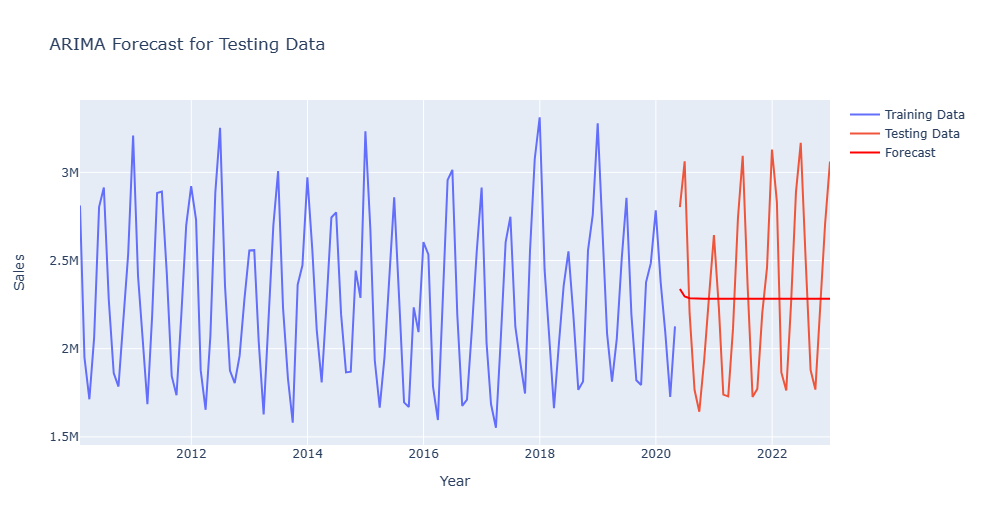 ARIMA Forecast for Testing Data
Training Data
Testing Data
Forecast
3M
2.5M
2M
1.5M
Sales
2012
2014
2016
2018
2020
2022
Year